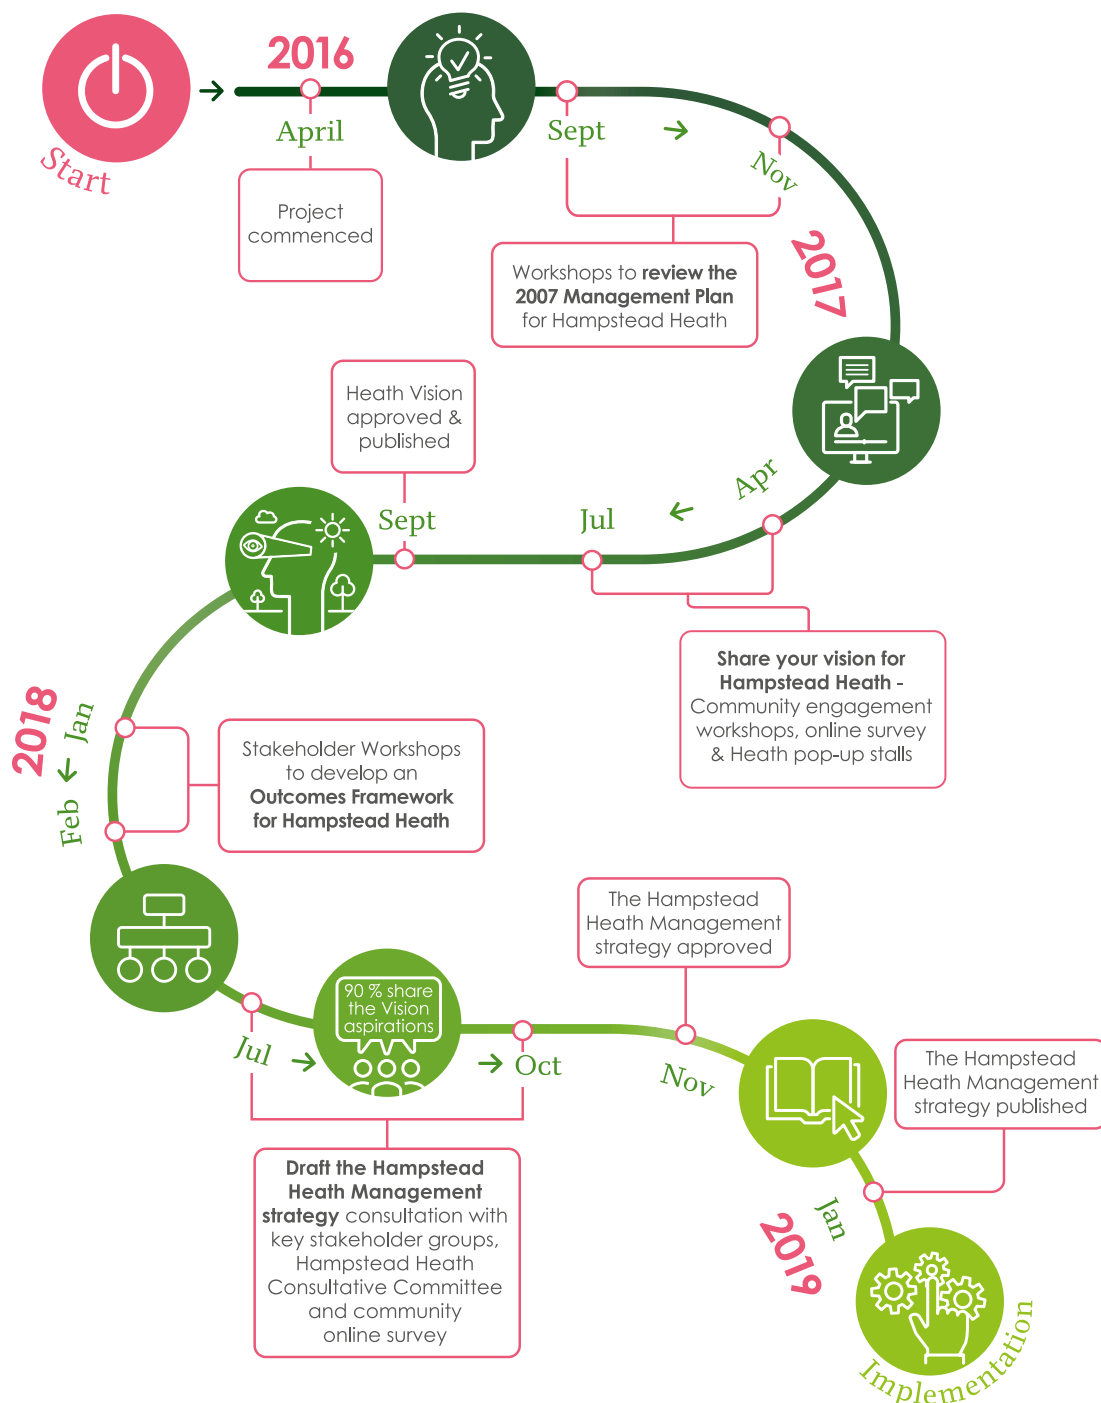 Start
2016
April
Project
commenced
Sept
Nov
Workshops to review the
2007 Management Plan
for Hampstead Heath
2017
Apr
Jul
Share your vision for
Hampstead Heath -
Community engagement
workshops, online survey
& Heath pop-up stalls
Sept
Heath Vision
approved &
published
2018
Jan
Feb
Stakeholder Workshops
to develop an
Outcomes Framework
for Hampstead Heath
Jul
90 % share
the Vision
aspirations
Oct
Draft the Hampstead
Heath Management
strategy consultation with
key stakeholder groups,
Hampstead Heath
Consultative Committee
and community
online survey
Nov
The Hampstead
Heath Management
strategy approved
2019
Jan
The Hampstead
Heath Management
strategy published
Implementation